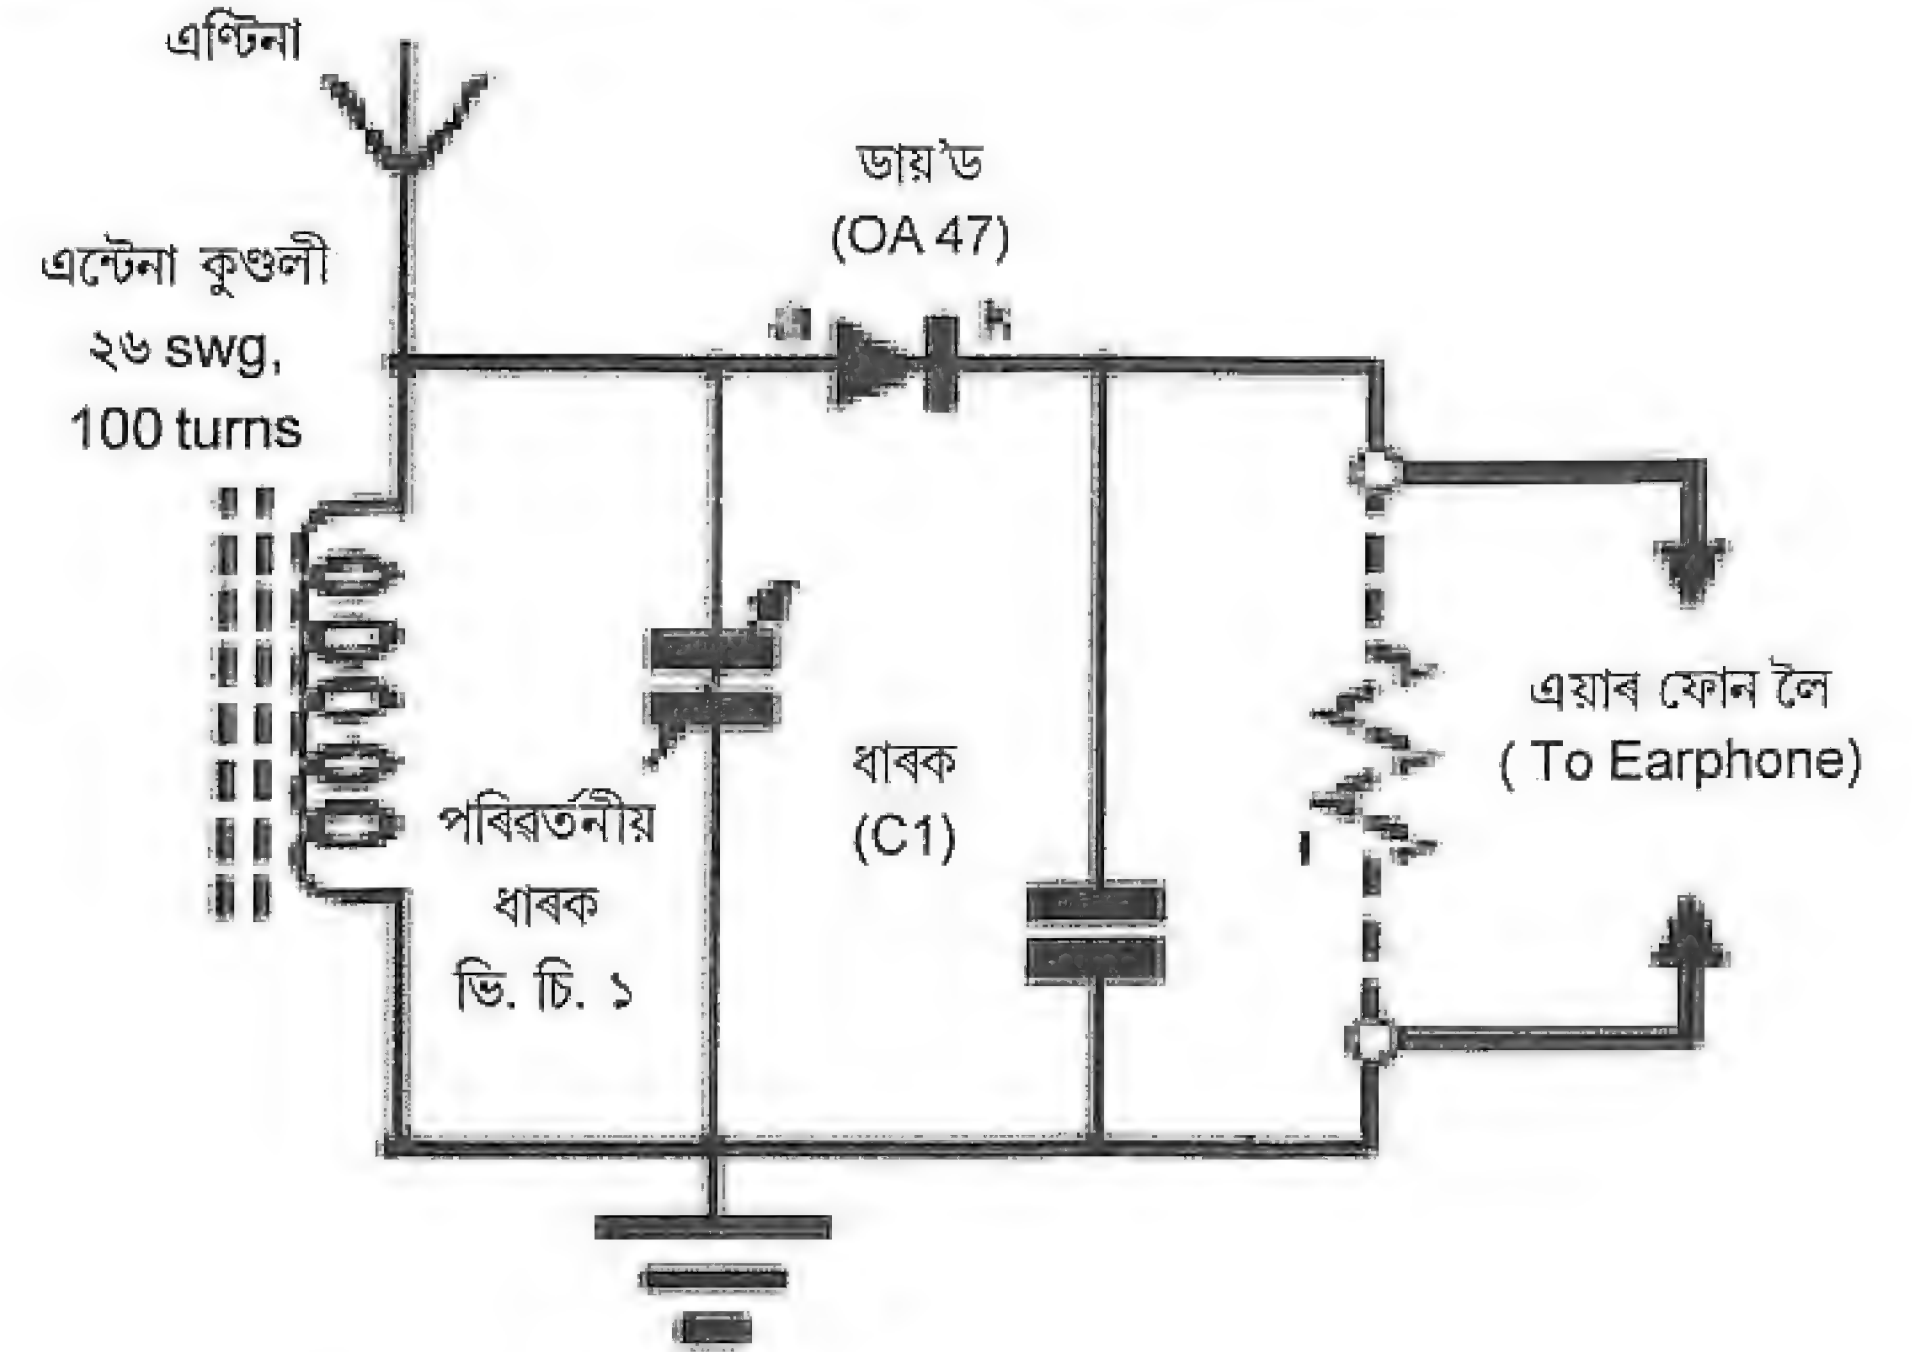 এণ্টিনা
ডায়'ড
(OA 47)
এন্টেনা কুণ্ডলী
২৬ swg,
100 turns
এয়াৰ ফোন লৈ
( To Earphone)
ধাৰক
(C1)
পৰিৱৰ্তনীয়
ধাৰক
ভি. চি. ১